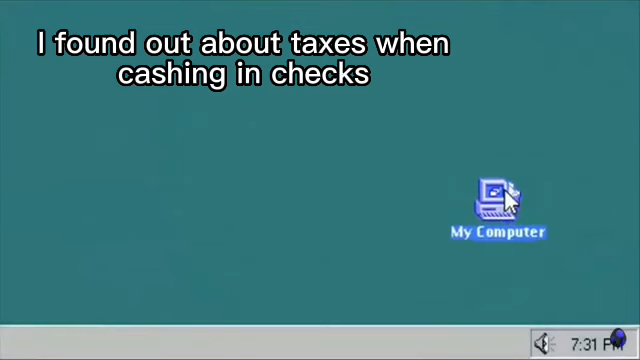 I found out about taxes when
cashing in checks
My Computer
7:31 PM